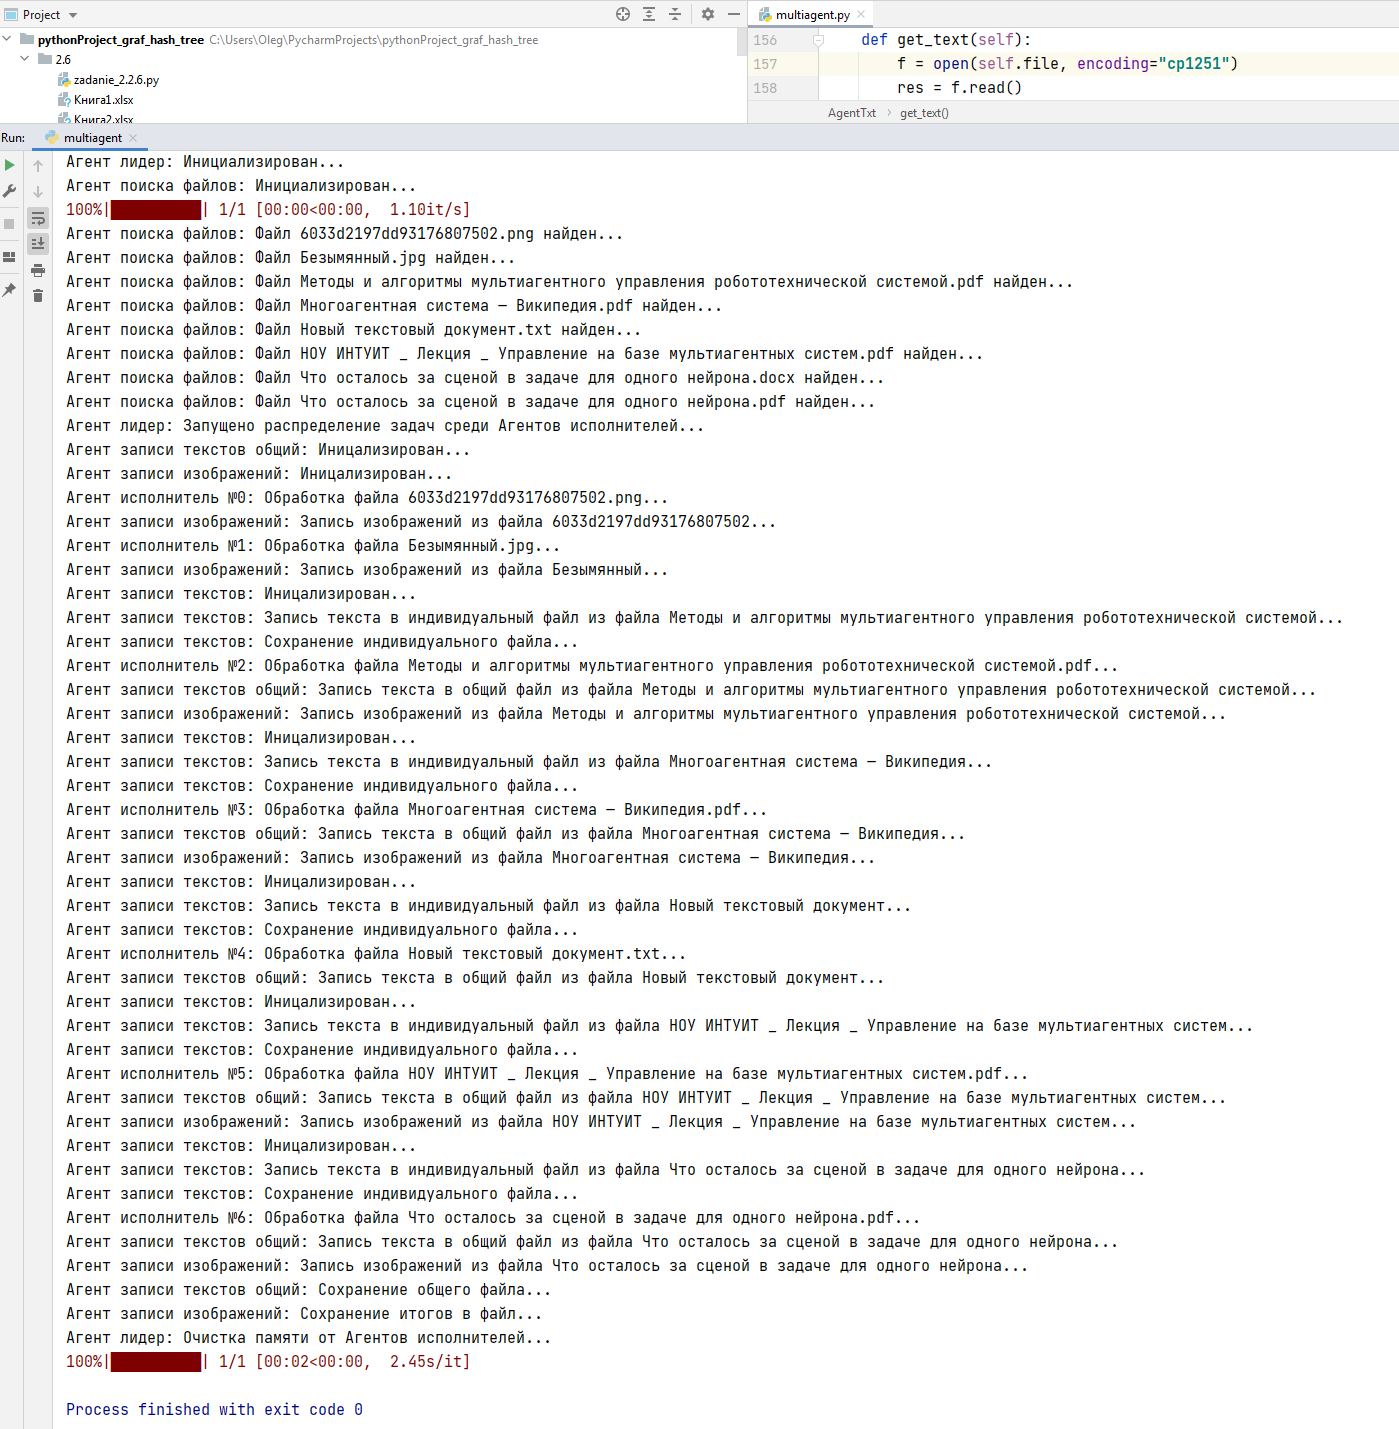 Project
multiagent.py
pythonProject_graf_hash_tree C:\Users\Oleg\PycharmProjects\pythonProject_graf_hash_tree
2.6
zadanie_2.2.6.py
Книга1.xlsx
Книга2.xlsx
156 def get_text(self):
157 f = open(self.file, encoding="cp1251")
158 res = f.read()
AgentTxt > get_text()
Run: multiagent
Агент лидер: Инициализирован...
Агент поиска файлов: Инициализирован...
100%|██████████| 1/1 [00:00<00:00, 1.10it/s]
Агент поиска файлов: Файл 6033d2197dd93176807502.png найден...
Агент поиска файлов: Файл Безымянный.jpg найден...
Агент поиска файлов: Файл Методы и алгоритмы мультиагентного управления робототехнической системой.pdf найден...
Агент поиска файлов: Файл Многоагентная система — Википедия.pdf найден...
Агент поиска файлов: Файл Новый текстовый документ.txt найден...
Агент поиска файлов: Файл НОУ ИНТУИТ _ Лекция _ Управление на базе мультиагентных систем.pdf найден...
Агент поиска файлов: Файл Что осталось за сценой в задаче для одного нейрона.docx найден...
Агент поиска файлов: Файл Что осталось за сценой в задаче для одного нейрона.pdf найден...
Агент лидер: Запущено распределение задач среди Агентов исполнителей...
Агент записи текстов общий: Иницализирован...
Агент записи изображений: Иницализирован...
Агент исполнитель №0: Обработка файла 6033d2197dd93176807502.png...
Агент записи изображений: Запись изображений из файла 6033d2197dd93176807502...
Агент исполнитель №1: Обработка файла Безымянный.jpg...
Агент записи изображений: Запись изображений из файла Безымянный...
Агент записи текстов: Иницализирован...
Агент записи текстов: Запись текста в индивидуальный файл из файла Методы и алгоритмы мультиагентного управления робототехнической системой...
Агент записи текстов: Сохранение индивидуального файла...
Агент исполнитель №2: Обработка файла Методы и алгоритмы мультиагентного управления робототехнической системой.pdf...
Агент записи текстов общий: Запись текста в общий файл из файла Методы и алгоритмы мультиагентного управления робототехнической системой...
Агент записи изображений: Запись изображений из файла Методы и алгоритмы мультиагентного управления робототехнической системой...
Агент записи текстов: Иницализирован...
Агент записи текстов: Запись текста в индивидуальный файл из файла Многоагентная система — Википедия...
Агент записи текстов: Сохранение индивидуального файла...
Агент исполнитель №3: Обработка файла Многоагентная система — Википедия.pdf...
Агент записи текстов общий: Запись текста в общий файл из файла Многоагентная система — Википедия...
Агент записи изображений: Запись изображений из файла Многоагентная система — Википедия...
Агент записи текстов: Иницализирован...
Агент записи текстов: Запись текста в индивидуальный файл из файла Новый текстовый документ...
Агент записи текстов: Сохранение индивидуального файла...
Агент исполнитель №4: Обработка файла Новый текстовый документ.txt...
Агент записи текстов общий: Запись текста в общий файл из файла Новый текстовый документ...
Агент записи текстов: Иницализирован...
Агент записи текстов: Запись текста в индивидуальный файл из файла НОУ ИНТУИТ _ Лекция _ Управление на базе мультиагентных систем...
Агент записи текстов: Сохранение индивидуального файла...
Агент исполнитель №5: Обработка файла НОУ ИНТУИТ _ Лекция _ Управление на базе мультиагентных систем.pdf...
Агент записи текстов общий: Запись текста в общий файл из файла НОУ ИНТУИТ _ Лекция _ Управление на базе мультиагентных систем...
Агент записи изображений: Запись изображений из файла НОУ ИНТУИТ _ Лекция _ Управление на базе мультиагентных систем...
Агент записи текстов: Иницализирован...
Агент записи текстов: Запись текста в индивидуальный файл из файла Что осталось за сценой в задаче для одного нейрона...
Агент записи текстов: Сохранение индивидуального файла...
Агент исполнитель №6: Обработка файла Что осталось за сценой в задаче для одного нейрона.pdf...
Агент записи текстов общий: Запись текста в общий файл из файла Что осталось за сценой в задаче для одного нейрона...
Агент записи изображений: Запись изображений из файла Что осталось за сценой в задаче для одного нейрона...
Агент записи текстов общий: Сохранение общего файла...
Агент записи изображений: Сохранение итогов в файл...
Агент лидер: Очистка памяти от Агентов исполнителей...
100%|██████████| 1/1 [00:02<00:00, 2.45s/it]
Process finished with exit code 0